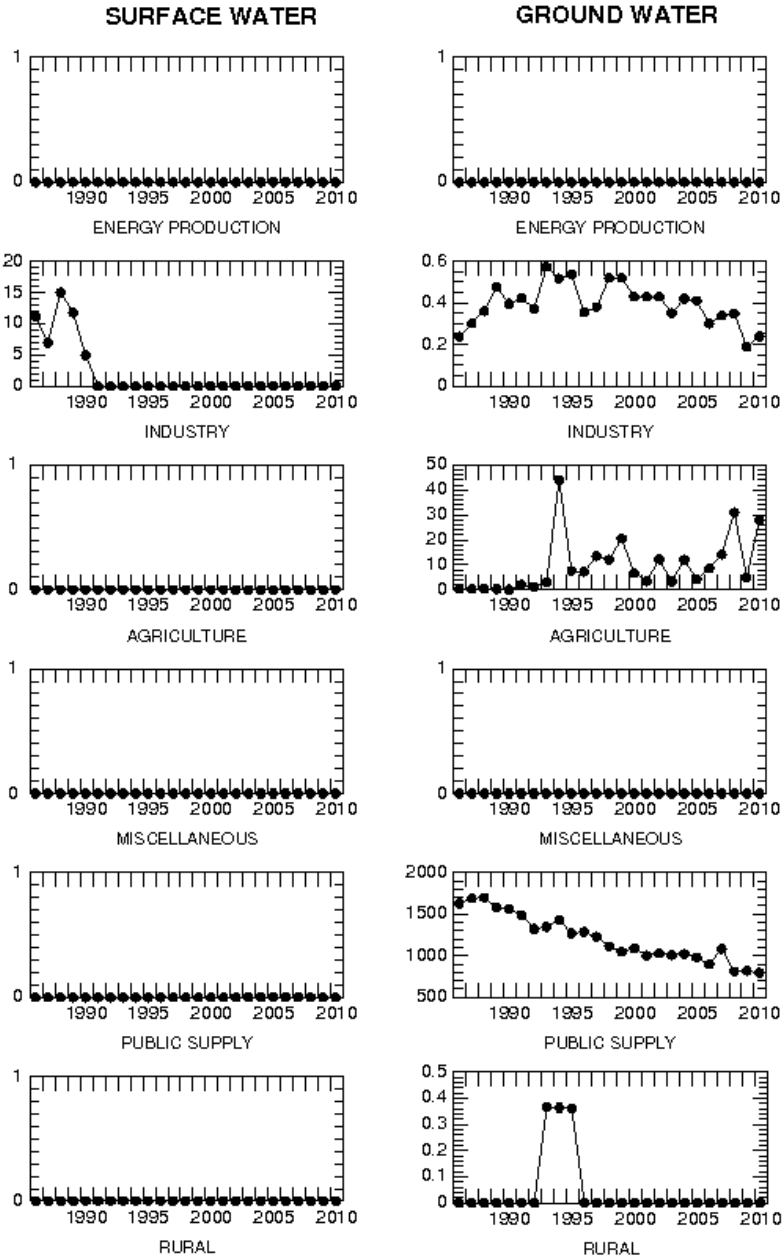 SURFACE WATER GROUND WATER
1 1
0 0
1990 1995 2000 2005 2010 1990 1995 2000 2005 2010
ENERGY PRODUCTION ENERGY PRODUCTION
20 0.6
15
0.4
10
0.2
5
0 0
1990 1995 2000 2005 2010 1990 1995 2000 2005 2010
INDUSTRY INDUSTRY
1 50
40
30
20
10
0 0
1990 1995 2000 2005 2010 1990 1995 2000 2005 2010
AGRICULTURE AGRICULTURE
1 1
0 0
1990 1995 2000 2005 2010 1990 1995 2000 2005 2010
MISCELLANEOUS MISCELLANEOUS
1 2000
1500
1000
0 500
1990 1995 2000 2005 2010 1990 1995 2000 2005 2010
PUBLIC SUPPLY PUBLIC SUPPLY
1 0.5
0.4
0.3
0.2
0.1
0 0
1990 1995 2000 2005 2010 1990 1995 2000 2005 2010
RURAL RURAL